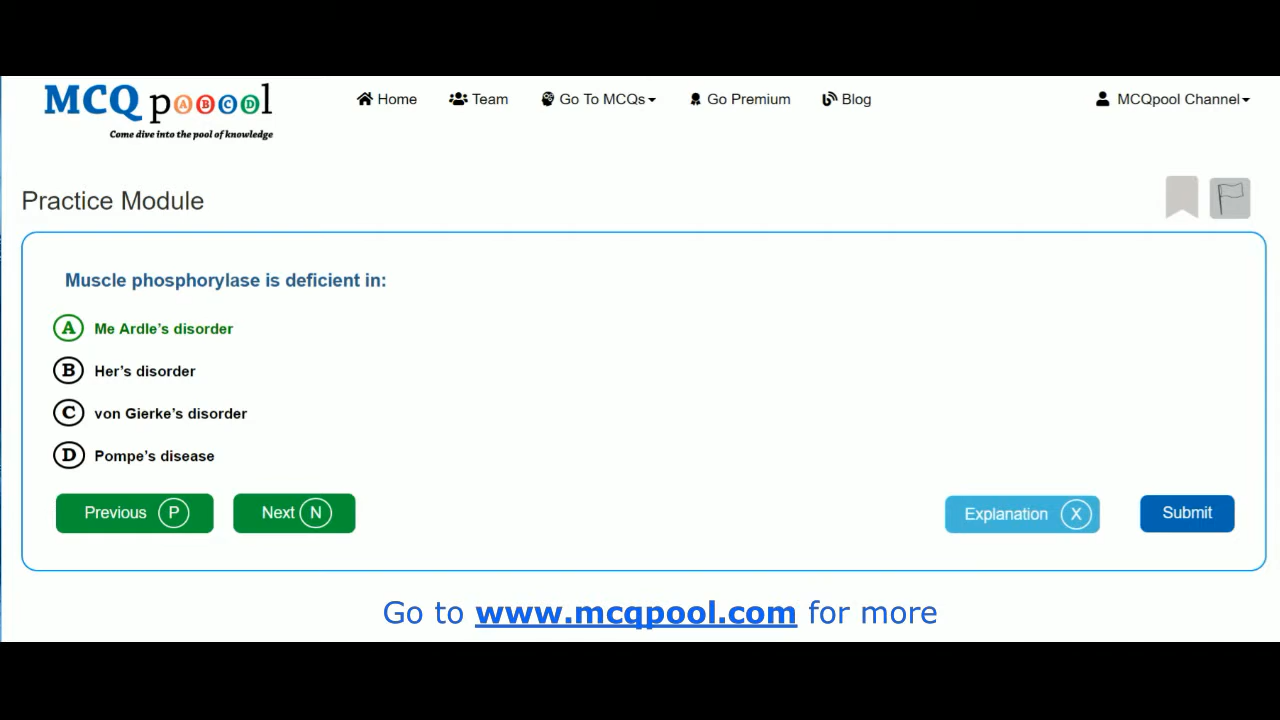 MCQ pooool
Come dive into the pool of knowledge
Home Team Go To MCQs Go Premium Blog MCQpool Channel
Practice Module
Muscle phosphorylase is deficient in:
A Me Ardle’s disorder
B Her’s disorder
C von Gierke’s disorder
D Pompe’s disease
Previous P Next N Explanation X Submit
Go to www.mcqpool.com for more